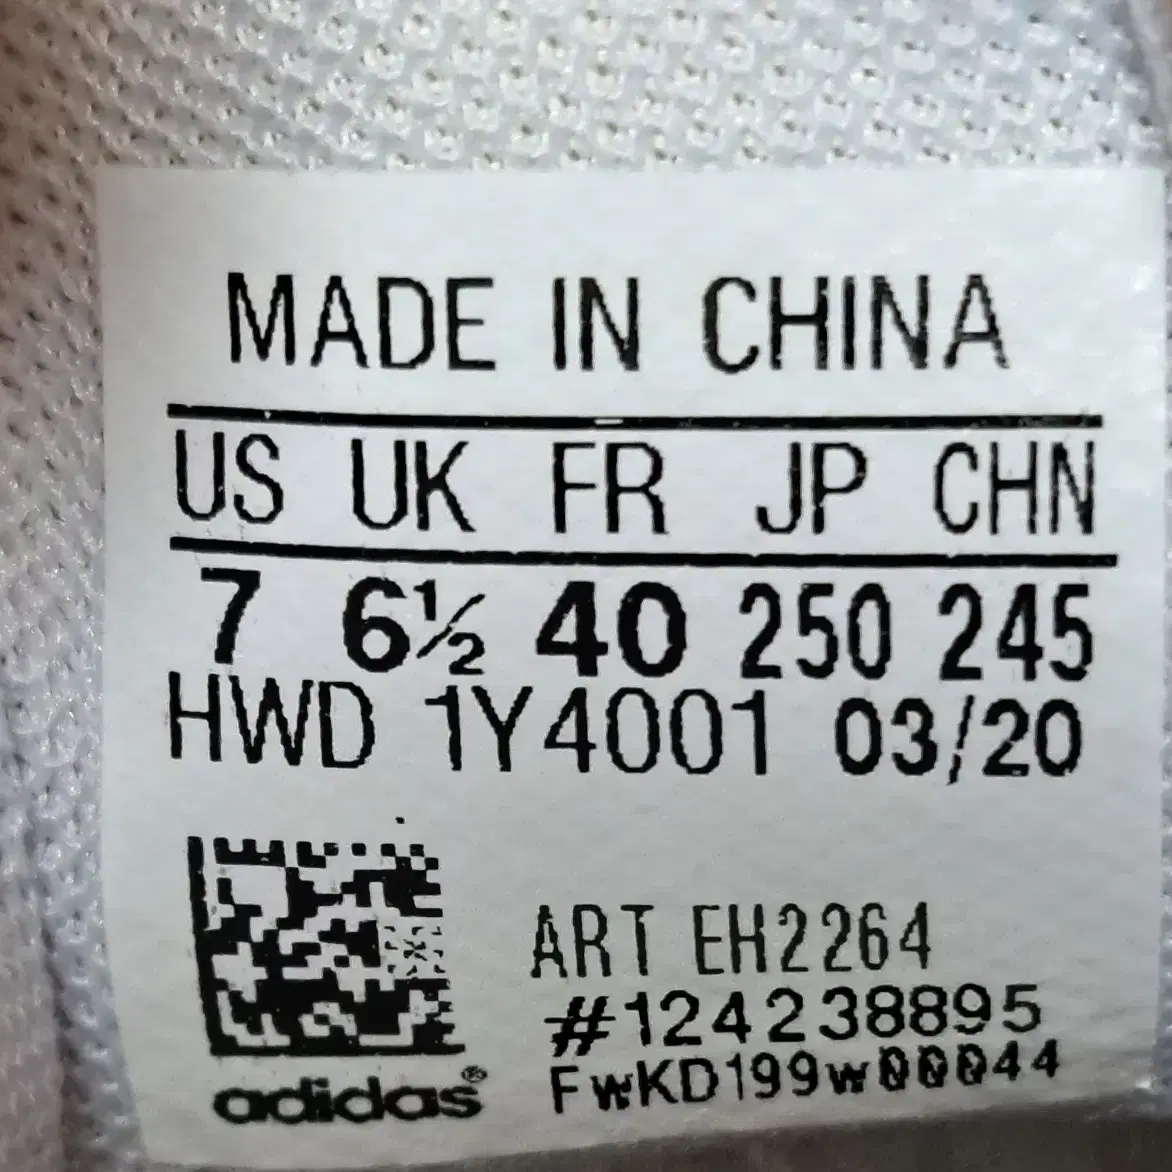 MADE IN CHINA
US UK FR JP CHN
7 6½ 40 250 245
HWD 1Y4001 03/20
ART EH2264
#124238895
FwKD199w00044
adidas®